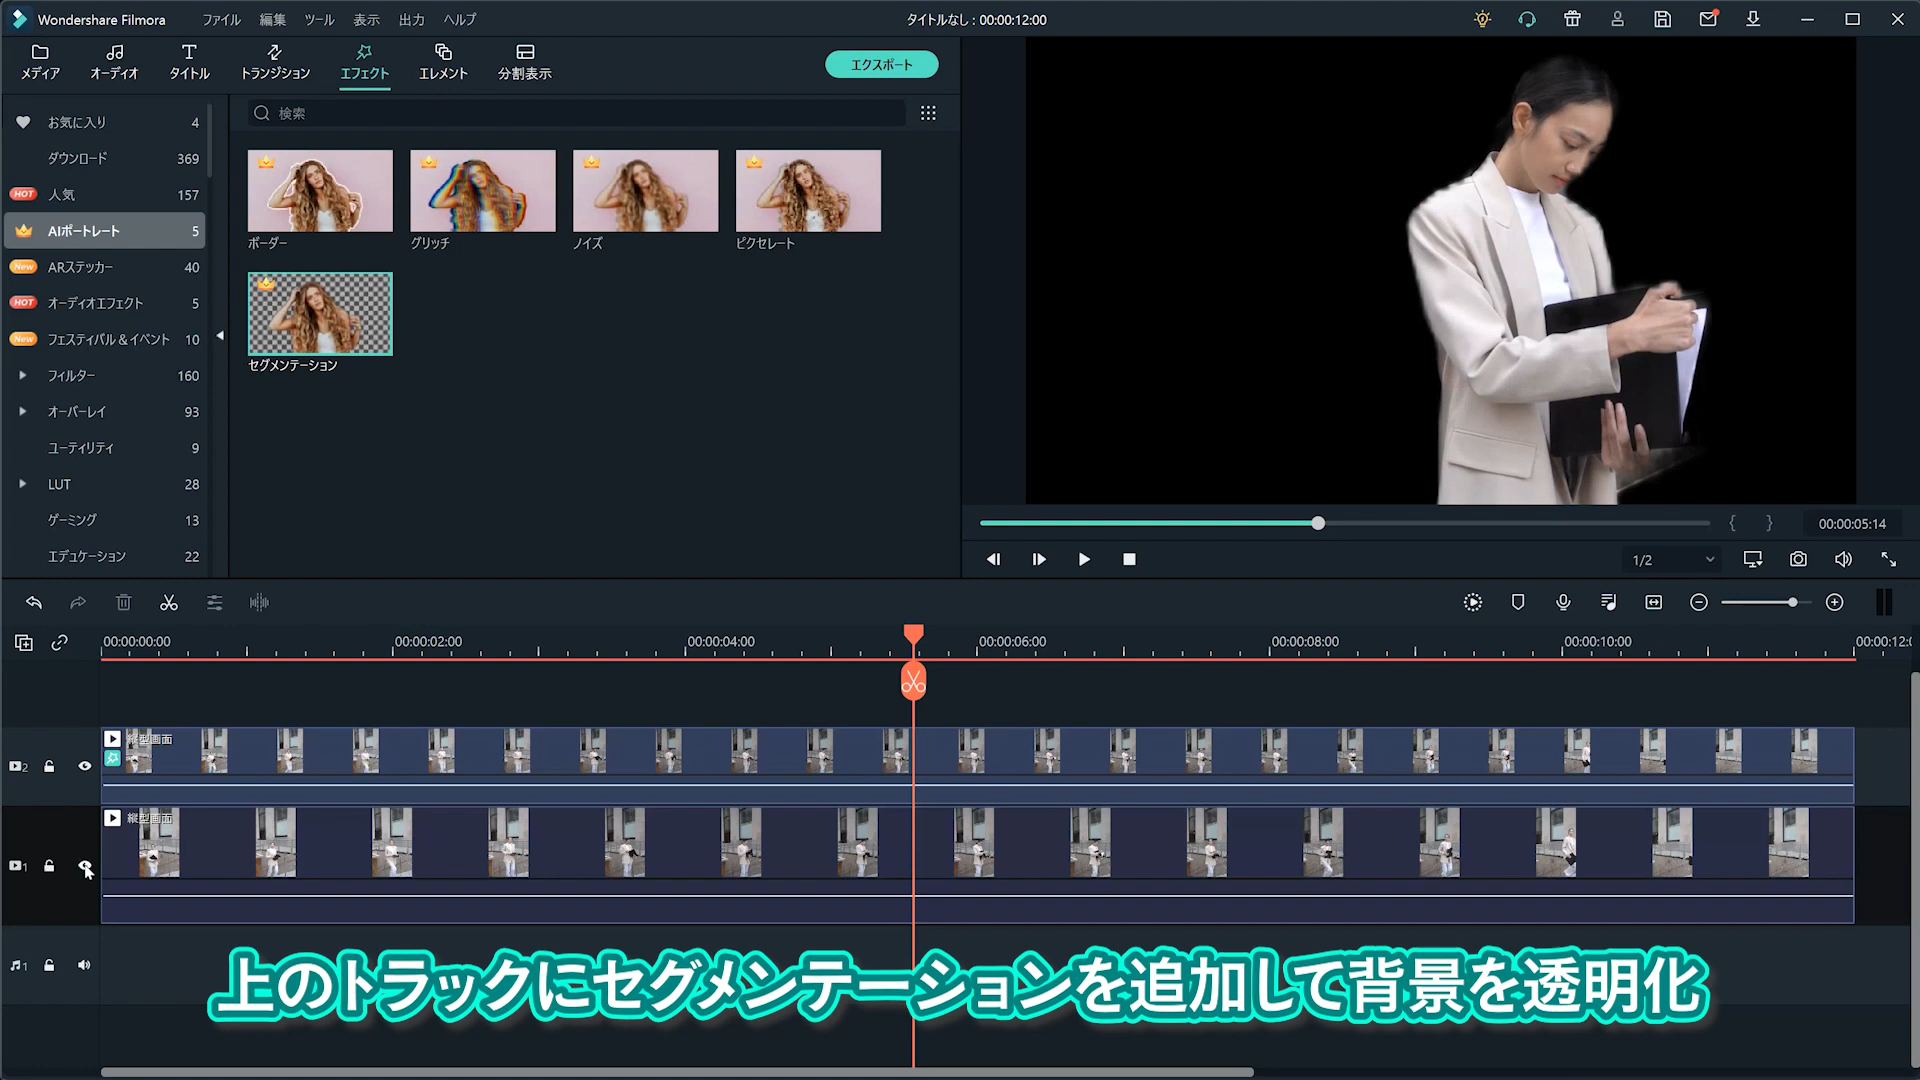 Wondershare Filmora
ファイル 編集 ツール 表示 出力 ヘルプ
タイトルなし : 00:00:12:00
メディア オーディオ タイトル トランジション エフェクト エレメント 分割表示
エクスポート
検索
お気に入り 4
ダウンロード 369
HOT 人気 157
AIポートレート 5
New ARステッカー 40
HOT オーディオエフェクト 5
New フェスティバル＆イベント 10
フィルター 160
オーバーレイ 93
ユーティリティ 9
LUT 28
ゲーミング 13
エデュケーション 22
ボーダー グリッチ ノイズ ピクセレート
セグメンテーション
00:00:05:14
1/2
00:00:00:00 00:00:02:00 00:00:04:00 00:00:06:00 00:00:08:00 00:00:10:00 00:00:12:0
縦型画面
2
縦型画面
1
1
上のトラックにセグメンテーションを追加して背景を透明化